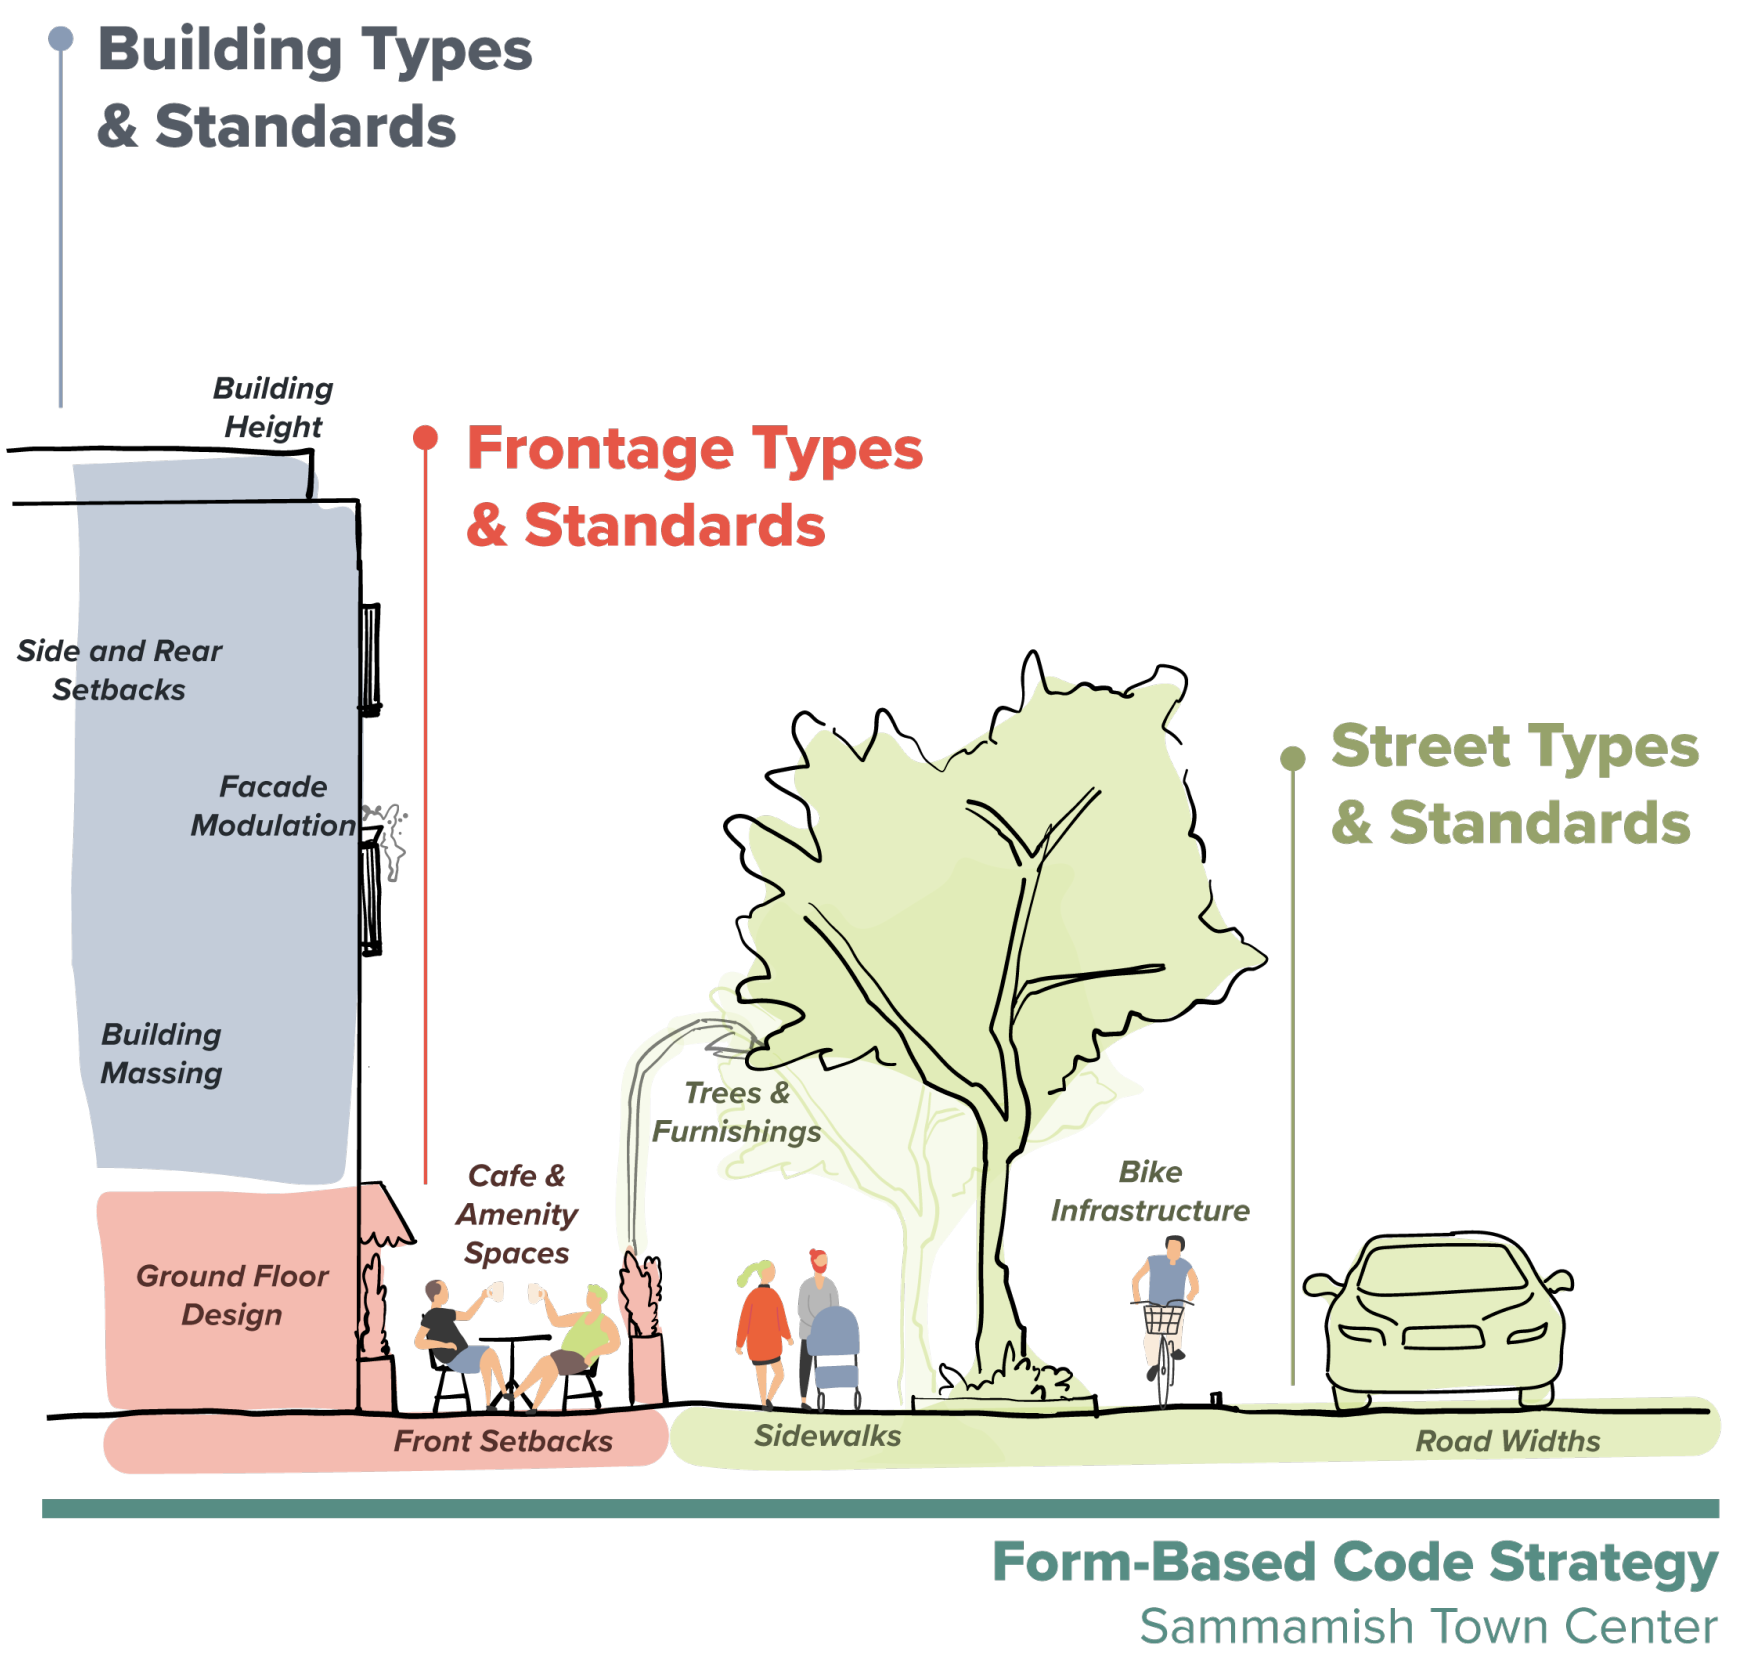 Building Types
& Standards
Building
Height
Frontage Types
& Standards
Side and Rear
Setbacks
Facade
Modulation
Street Types
& Standards
Building
Massing
Trees &
Furnishings
Cafe &
Amenity
Spaces
Bike
Infrastructure
Ground Floor
Design
Front Setbacks
Sidewalks
Road Widths
Form-Based Code Strategy
Sammamish Town Center